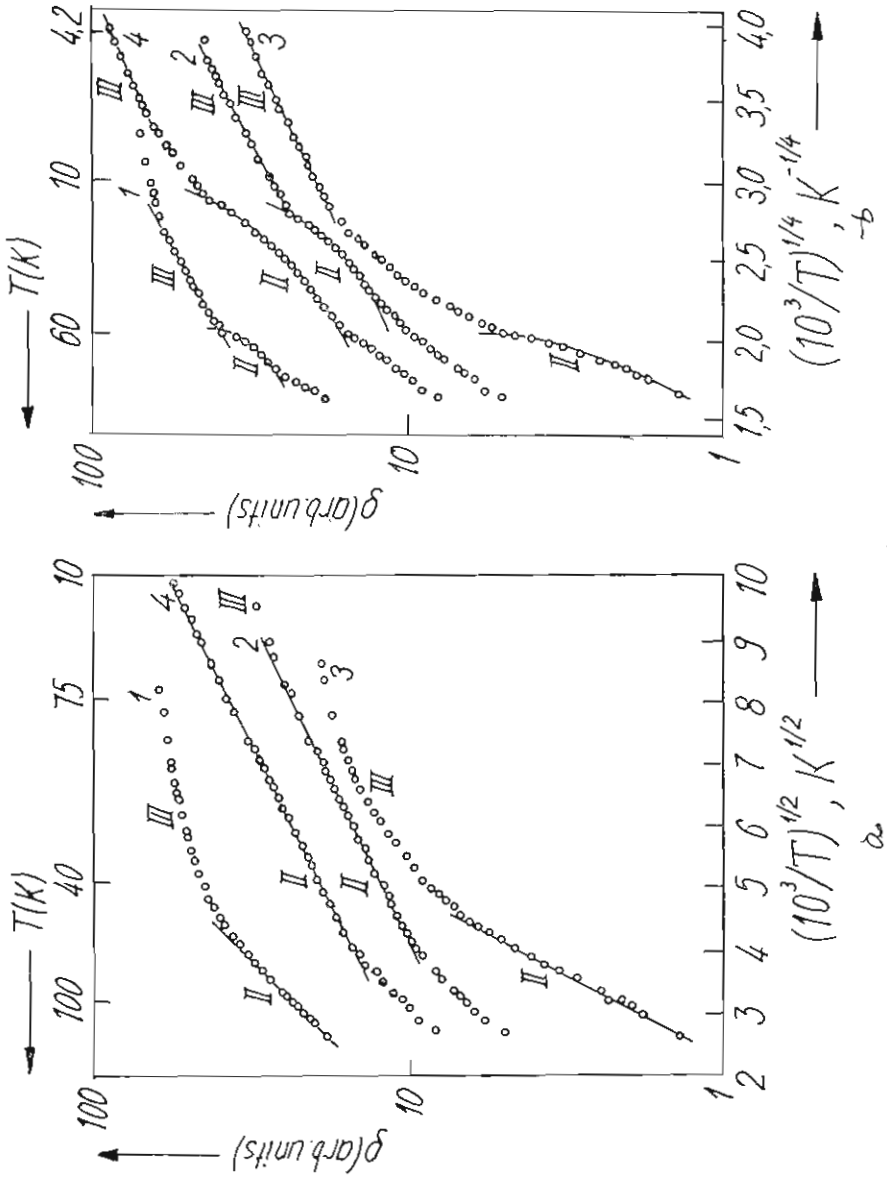 T(K)
100 40 75 10
ρ(arb.units)
100
10
1
1
4
2
3
III
III
III
II
II
II
II
2 3 4 5 6 7 8 9 10
(10³/T)^1/2, K^1/2
a
T(K)
60 10 4,2
ρ(arb.units)
100
10
1
1
4
2
3
III
III
III
III
II
II
II
II
1,5 2,0 2,5 3,0 3,5 4,0
(10³/T)^1/4, K^-1/4
b